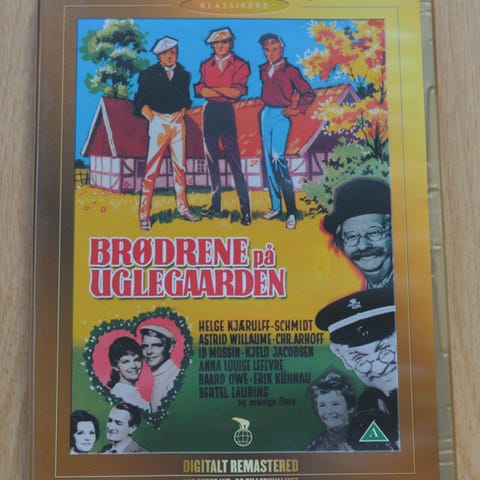 KLASSIKERE
BRØDRENE på
UGLEGAARDEN
HELGE KJÆRULFF-SCHMIDT
ASTRID WILLAUME · CHR. ARHOFF
IB MOSSIN · KJELD JACOBSEN
ANNA LOUISE LEFEVRE
BAARD OWE · ERIK KÜHNAU
BERTEL LAURING
og mange flere
A
DIGITALT REMASTERED